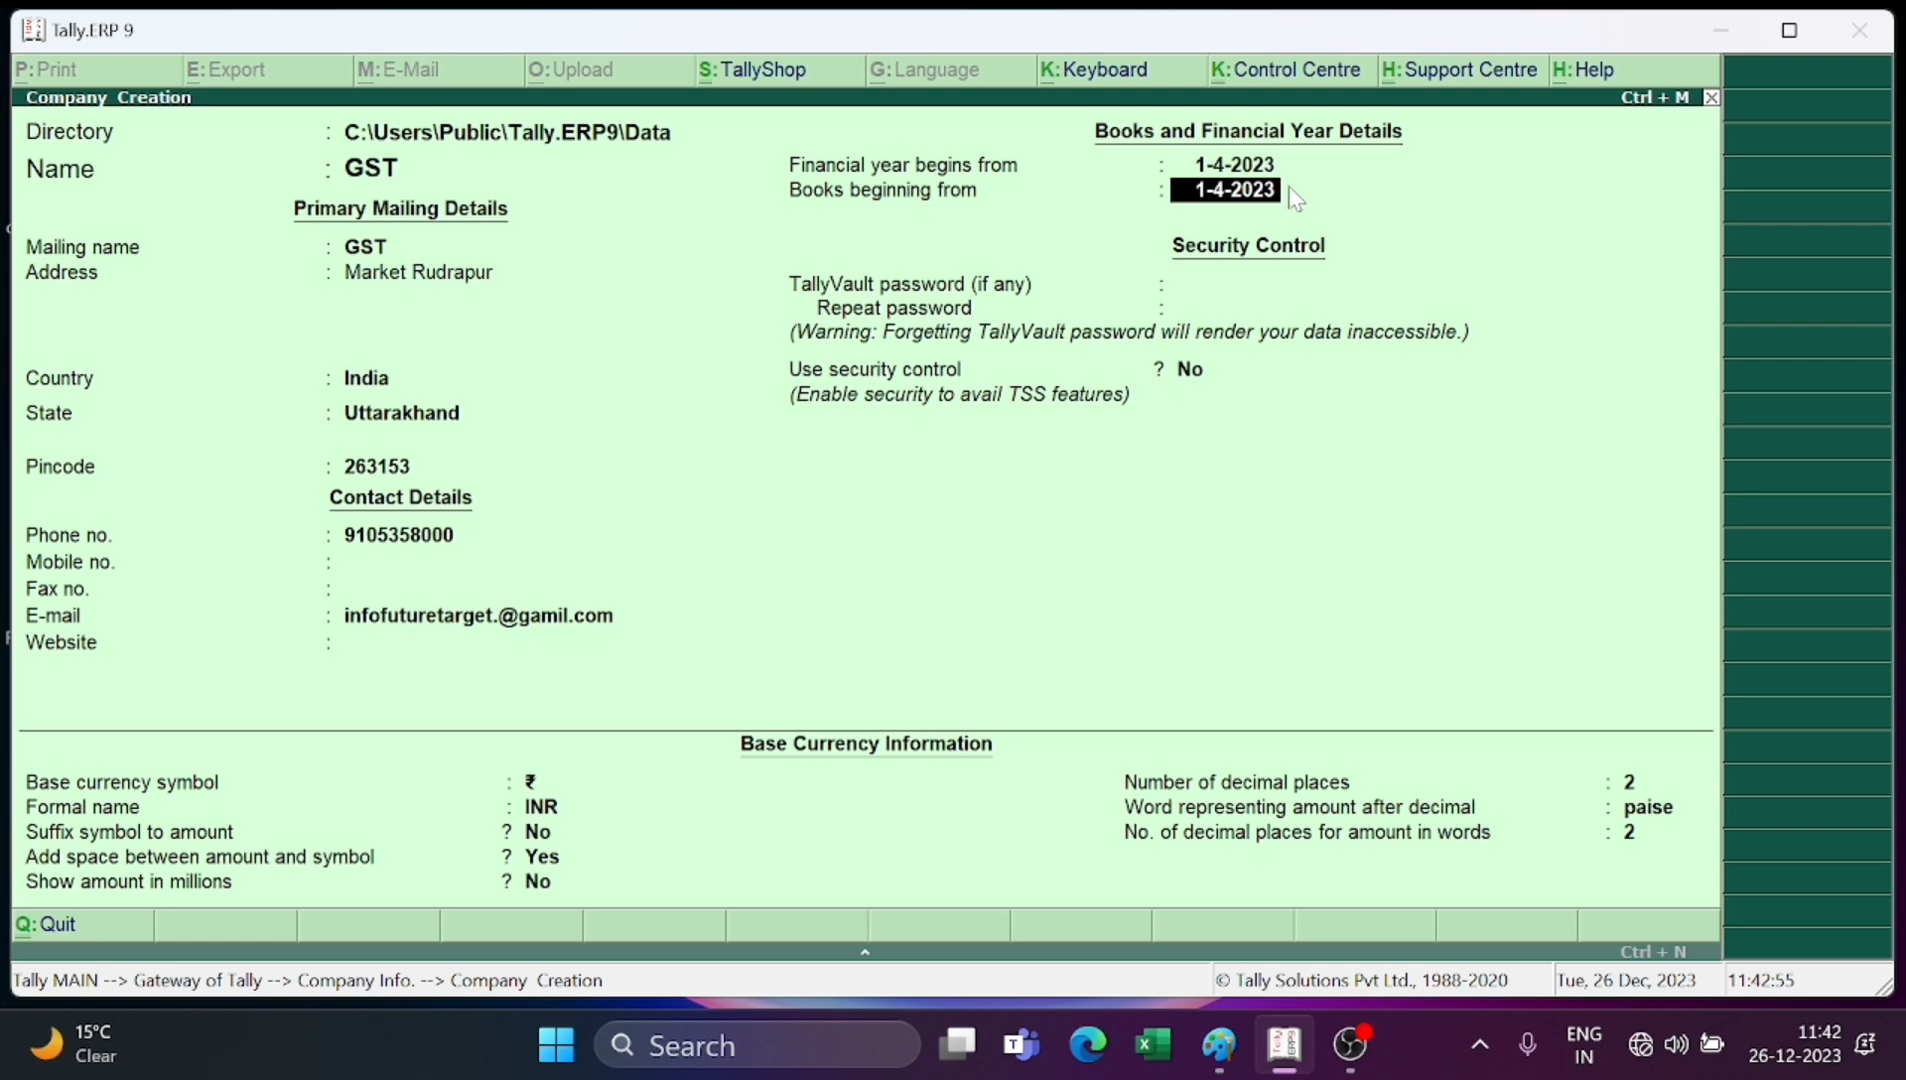 Tally.ERP 9
P: Print E: Export M: E-Mail O: Upload S: TallyShop G: Language K: Keyboard K: Control Centre H: Support Centre H: Help
Company Creation Ctrl + M
Directory : C:\Users\Public\Tally.ERP9\Data
Name : GST
Primary Mailing Details
Mailing name : GST
Address : Market Rudrapur
Country : India
State : Uttarakhand
Pincode : 263153
Contact Details
Phone no. : 9105358000
Mobile no. :
Fax no. :
E-mail : infofuturetarget.@gamil.com
Website :
Books and Financial Year Details
Financial year begins from : 1-4-2023
Books beginning from : 1-4-2023
Security Control
TallyVault password (if any) :
Repeat password :
(Warning: Forgetting TallyVault password will render your data inaccessible.)
Use security control ? No
(Enable security to avail TSS features)
Base Currency Information
Base currency symbol : ₹
Formal name : INR
Suffix symbol to amount ? No
Add space between amount and symbol ? Yes
Show amount in millions ? No
Number of decimal places : 2
Word representing amount after decimal : paise
No. of decimal places for amount in words : 2
Q: Quit
Ctrl + N
Tally MAIN --> Gateway of Tally --> Company Info. --> Company Creation © Tally Solutions Pvt Ltd., 1988-2020 Tue, 26 Dec, 2023 11:42:55
15°C
Clear
Search
ENG
IN
11:42
26-12-2023